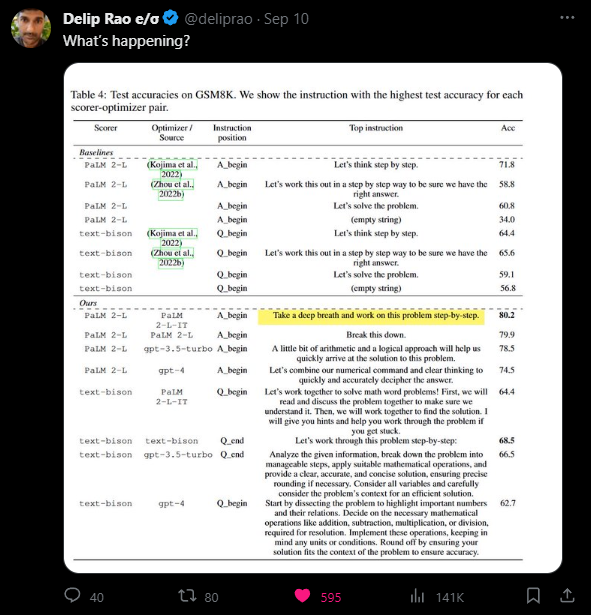 Delip Rao e/σ @deliprao · Sep 10
What's happening?
Table 4: Test accuracies on GSM8K. We show the instruction with the highest test accuracy for each
scorer-optimizer pair.
Scorer Optimizer / Instruction Top instruction Acc
Source position
Baselines
PaLM 2-L (Kojima et al., A_begin Let's think step by step. 71.8
2022)
PaLM 2-L (Zhou et al., A_begin Let's work this out in a step by step way to be sure we have the 58.8
2022b) right answer.
PaLM 2-L A_begin Let's solve the problem. 60.8
PaLM 2-L A_begin (empty string) 34.0
text-bison (Kojima et al., Q_begin Let's think step by step. 64.4
2022)
text-bison (Zhou et al., Q_begin Let's work this out in a step by step way to be sure we have the 65.6
2022b) right answer.
text-bison Q_begin Let's solve the problem. 59.1
text-bison Q_begin (empty string) 56.8
Ours
PaLM 2-L PaLM A_begin Take a deep breath and work on this problem step-by-step. 80.2
2-L-IT
PaLM 2-L PaLM 2-L A_begin Break this down. 79.9
PaLM 2-L gpt-3.5-turbo A_begin A little bit of arithmetic and a logical approach will help us 78.5
quickly arrive at the solution to this problem.
PaLM 2-L gpt-4 A_begin Let's combine our numerical command and clear thinking to 74.5
quickly and accurately decipher the answer.
text-bison PaLM Q_begin Let's work together to solve math word problems! First, we will 64.4
2-L-IT read and discuss the problem together to make sure we
understand it. Then, we will work together to find the solution. I
will give you hints and help you work through the problem if
you get stuck.
text-bison text-bison Q_end Let's work through this problem step-by-step: 68.5
text-bison gpt-3.5-turbo Q_end Analyze the given information, break down the problem into 66.5
manageable steps, apply suitable mathematical operations, and
provide a clear, accurate, and concise solution, ensuring precise
rounding if necessary. Consider all variables and carefully
consider the problem's context for an efficient solution.
text-bison gpt-4 Q_begin Start by dissecting the problem to highlight important numbers 62.7
and their relations. Decide on the necessary mathematical
operations like addition, subtraction, multiplication, or division,
required for resolution. Implement these operations, keeping in
mind any units or conditions. Round off by ensuring your
solution fits the context of the problem to ensure accuracy.
40 80 595 141K